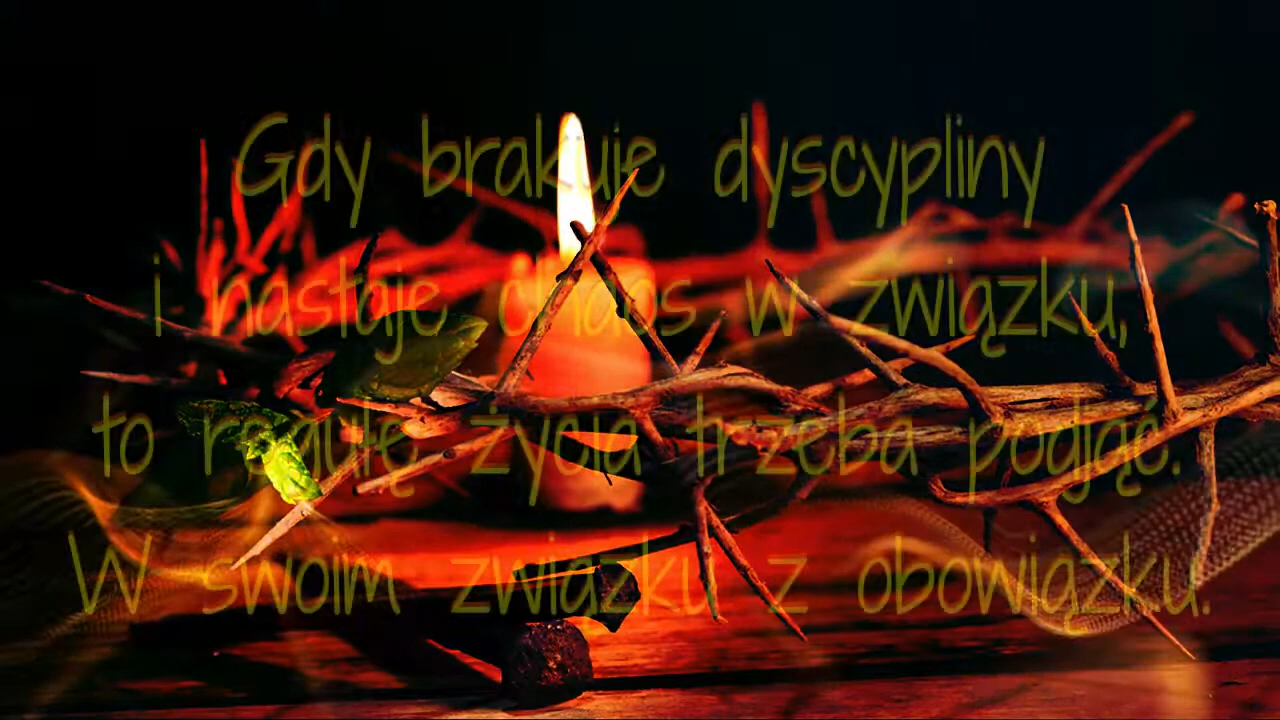 Gdy brakuje dyscypliny
i nastaje chaos w związku,
to regułę życia trzeba podjąć.
W swoim związku z obowiązku.